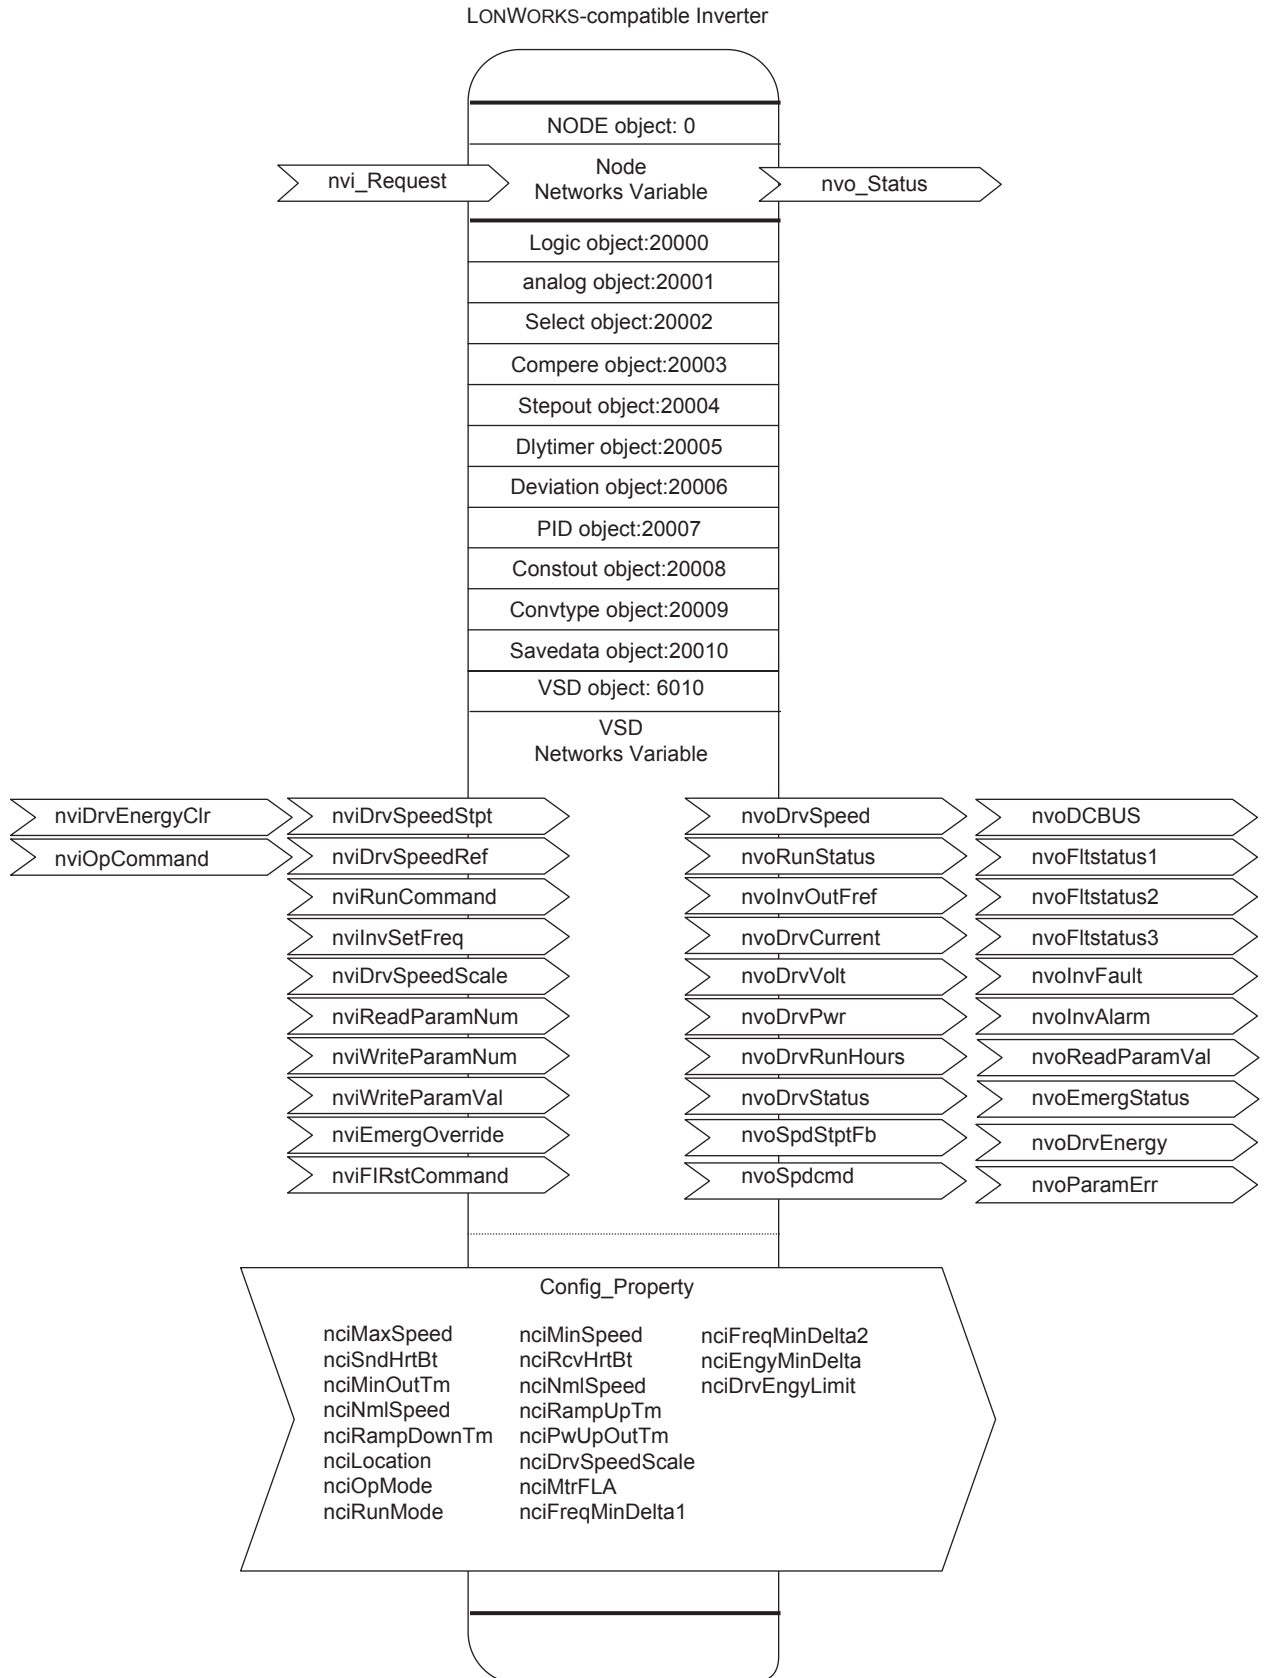 LONWORKS-compatible Inverter
NODE object: 0
Node
Networks Variable
nvi_Request
nvo_Status
Logic object:20000
analog object:20001
Select object:20002
Compere object:20003
Stepout object:20004
Dlytimer object:20005
Deviation object:20006
PID object:20007
Constout object:20008
Convtype object:20009
Savedata object:20010
VSD object: 6010
VSD
Networks Variable
nviDrvEnergyClr
nviOpCommand
nviDrvSpeedStpt
nviDrvSpeedRef
nviRunCommand
nviInvSetFreq
nviDrvSpeedScale
nviReadParamNum
nviWriteParamNum
nviWriteParamVal
nviEmergOverride
nviFIRstCommand
nvoDrvSpeed
nvoRunStatus
nvoInvOutFref
nvoDrvCurrent
nvoDrvVolt
nvoDrvPwr
nvoDrvRunHours
nvoDrvStatus
nvoSpdStptFb
nvoSpdcmd
nvoDCBUS
nvoFltstatus1
nvoFltstatus2
nvoFltstatus3
nvoInvFault
nvoInvAlarm
nvoReadParamVal
nvoEmergStatus
nvoDrvEnergy
nvoParamErr
Config_Property
nciMaxSpeed
nciSndHrtBt
nciMinOutTm
nciNmlSpeed
nciRampDownTm
nciLocation
nciOpMode
nciRunMode
nciMinSpeed
nciRcvHrtBt
nciNmlSpeed
nciRampUpTm
nciPwUpOutTm
nciDrvSpeedScale
nciMtrFLA
nciFreqMinDelta1
nciFreqMinDelta2
nciEngyMinDelta
nciDrvEngyLimit